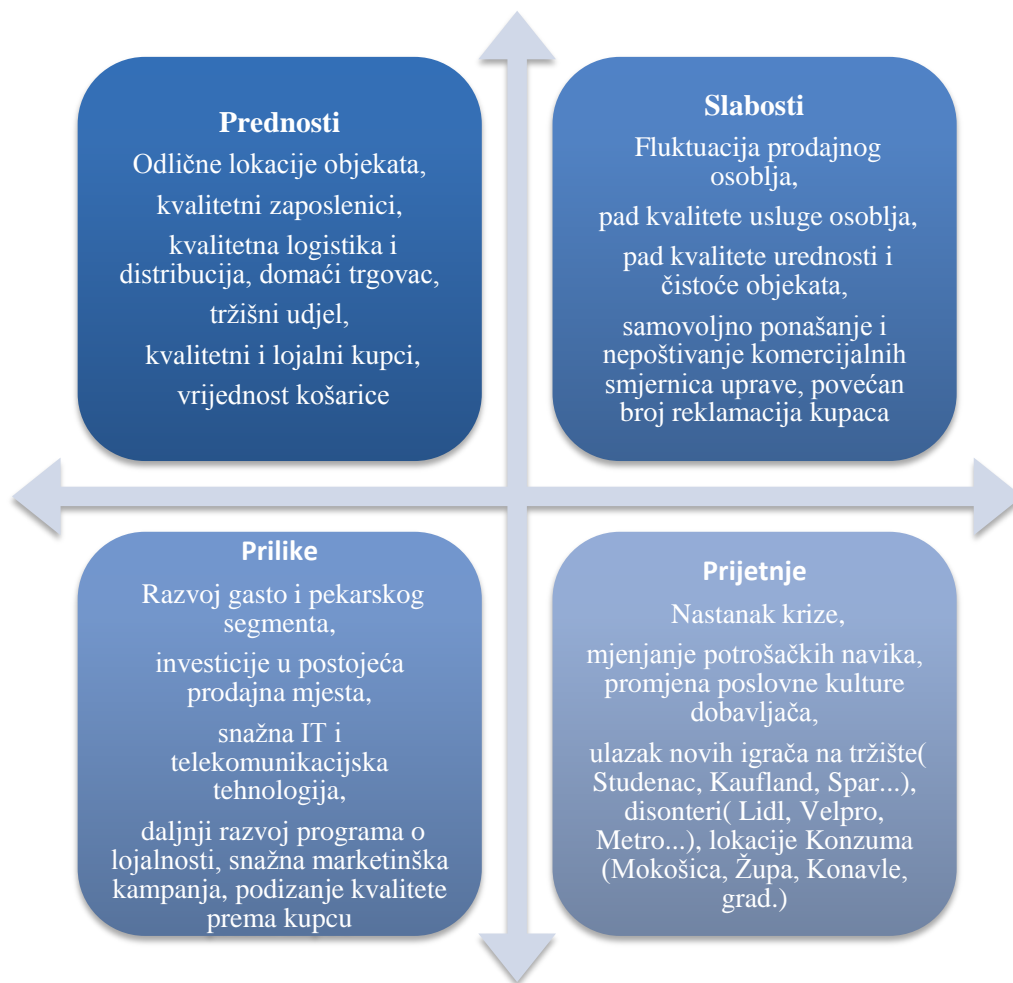 Prednosti
Odlične lokacije objekata,
kvalitetni zaposlenici,
kvalitetna logistika i
distribucija, domaći trgovac,
tržišni udjel,
kvalitetni i lojalni kupci,
vrijednost košarice
Slabosti
Fluktuacija prodajnog
osoblja,
pad kvalitete usluge osoblja,
pad kvalitete urednosti i
čistoće objekata,
samovoljno ponašanje i
nepoštivanje komercijalnih
smjernica uprave, povećan
broj reklamacija kupaca
Prilike
Razvoj gasto i pekarskog
segmenta,
investicije u postojeća
prodajna mjesta,
snažna IT i
telekomunikacijska
tehnologija,
daljnji razvoj programa o
lojalnosti, snažna marketinška
kampanja, podizanje kvalitete
prema kupcu
Prijetnje
Nastanak krize,
mjenjanje potrošačkih navika,
promjena poslovne kulture
dobavljača,
ulazak novih igrača na tržište(
Studenac, Kaufland, Spar...),
disonteri( Lidl, Velpro,
Metro...), lokacije Konzuma
(Mokošica, Župa, Konavle,
grad.)